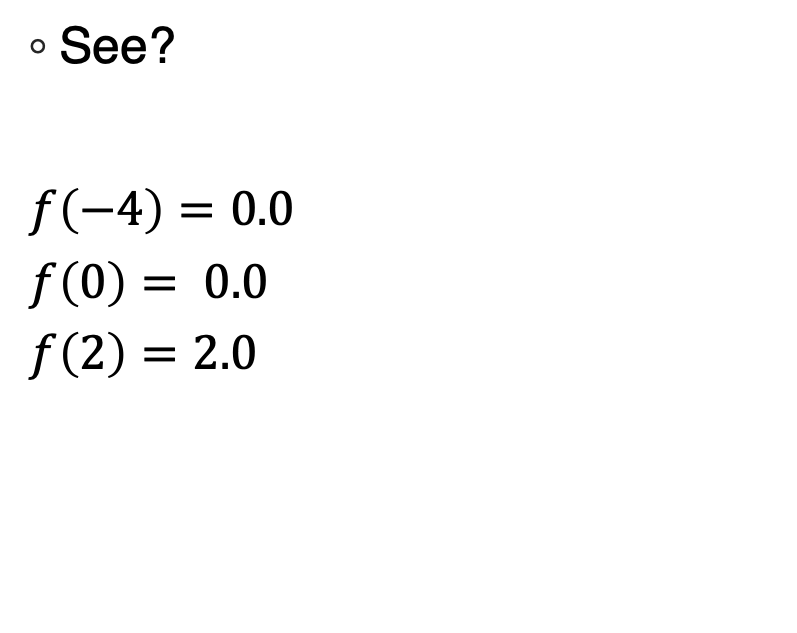 ◦ See?
f(−4) = 0.0
f(0) = 0.0
f(2) = 2.0